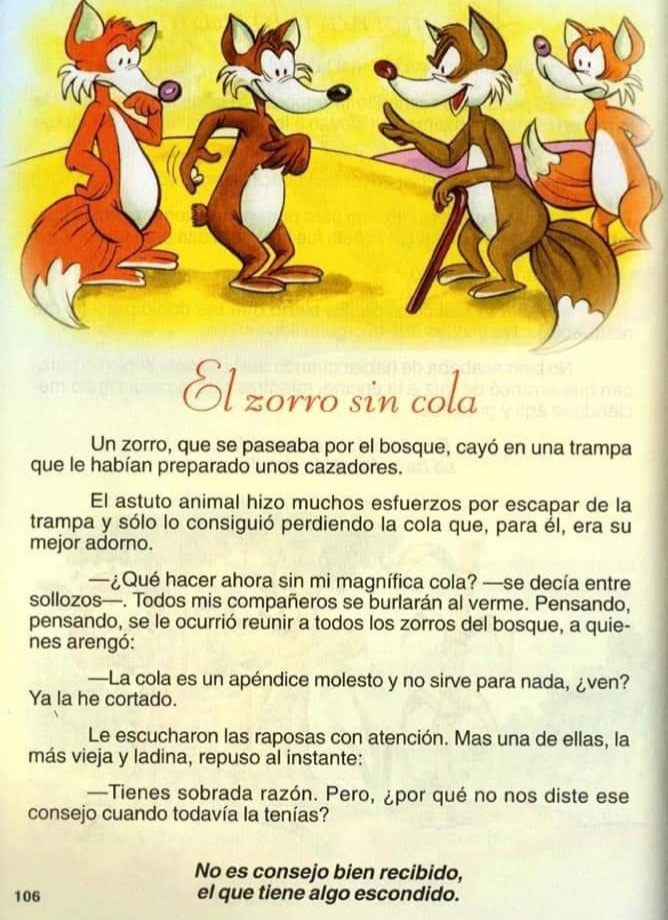 El zorro sin cola
Un zorro, que se paseaba por el bosque, cayó en una trampa
que le habían preparado unos cazadores.
El astuto animal hizo muchos esfuerzos por escapar de la
trampa y sólo lo consiguió perdiendo la cola que, para él, era su
mejor adorno.
—¿Qué hacer ahora sin mi magnífica cola? —se decía entre
sollozos—. Todos mis compañeros se burlarán al verme. Pensando,
pensando, se le ocurrió reunir a todos los zorros del bosque, a quie-
nes arengó:
—La cola es un apéndice molesto y no sirve para nada, ¿ven?
Ya la he cortado.
Le escucharon las raposas con atención. Mas una de ellas, la
más vieja y ladina, repuso al instante:
—Tienes sobrada razón. Pero, ¿por qué no nos diste ese
consejo cuando todavía la tenías?
No es consejo bien recibido,
el que tiene algo escondido.
106